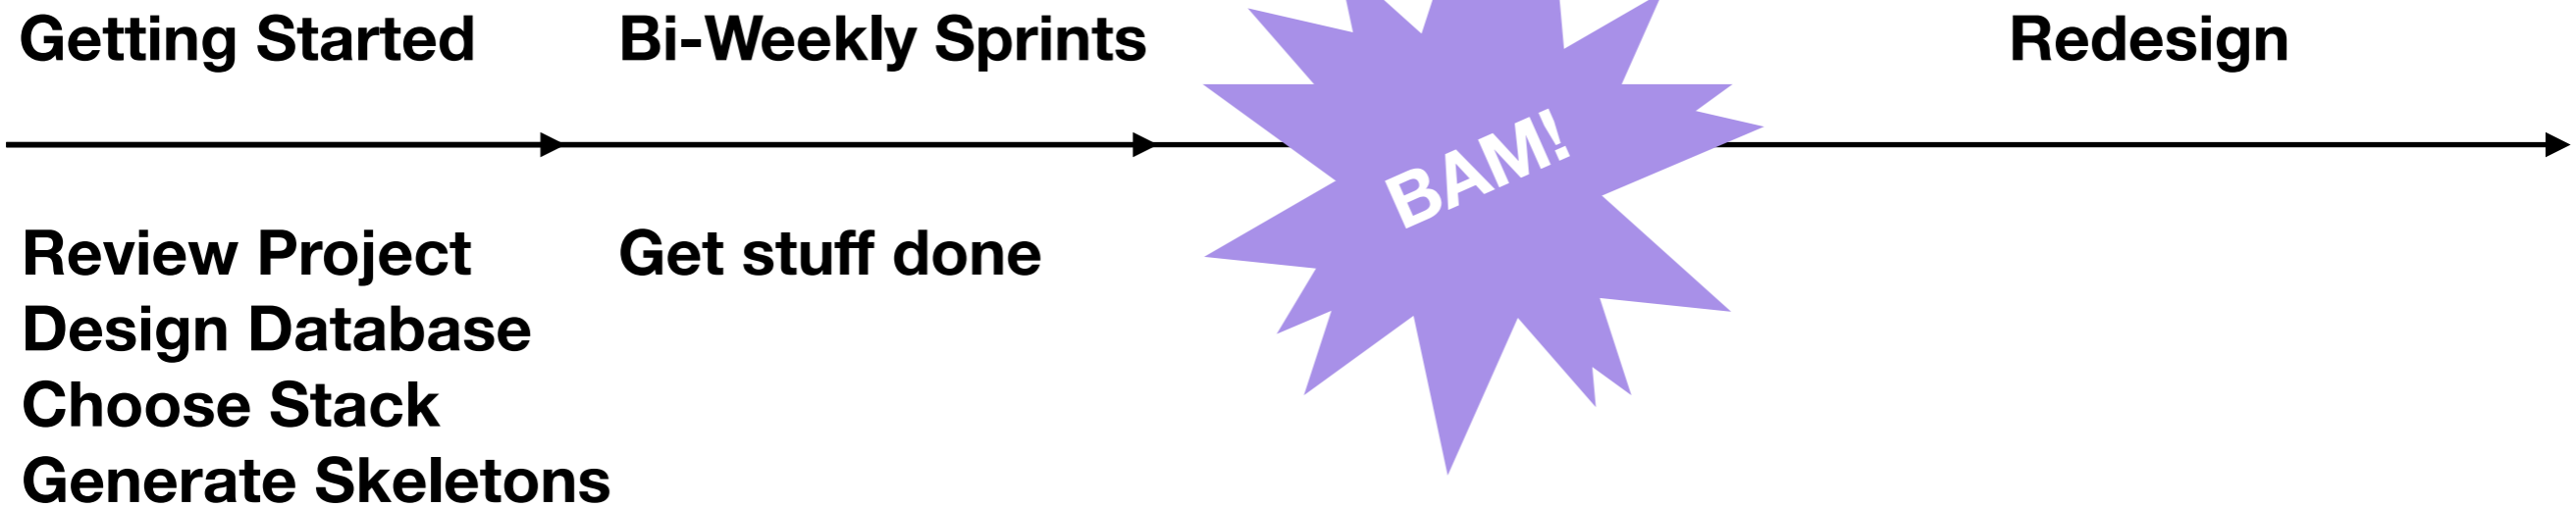 Getting Started
Bi-Weekly Sprints
Redesign
BAM!
Review Project
Design Database
Choose Stack
Generate Skeletons
Get stuff done